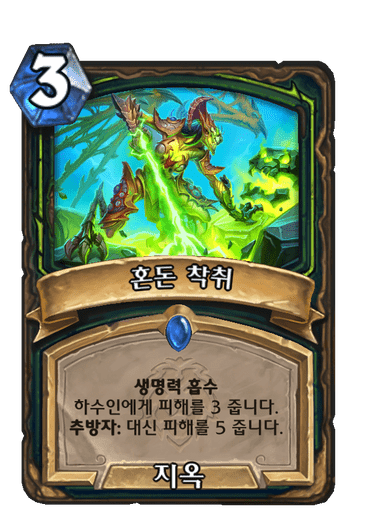 3
혼돈 착취
생명력 흡수
하수인에게 피해를 3 줍니다.
추방자: 대신 피해를 5 줍니다.
지옥